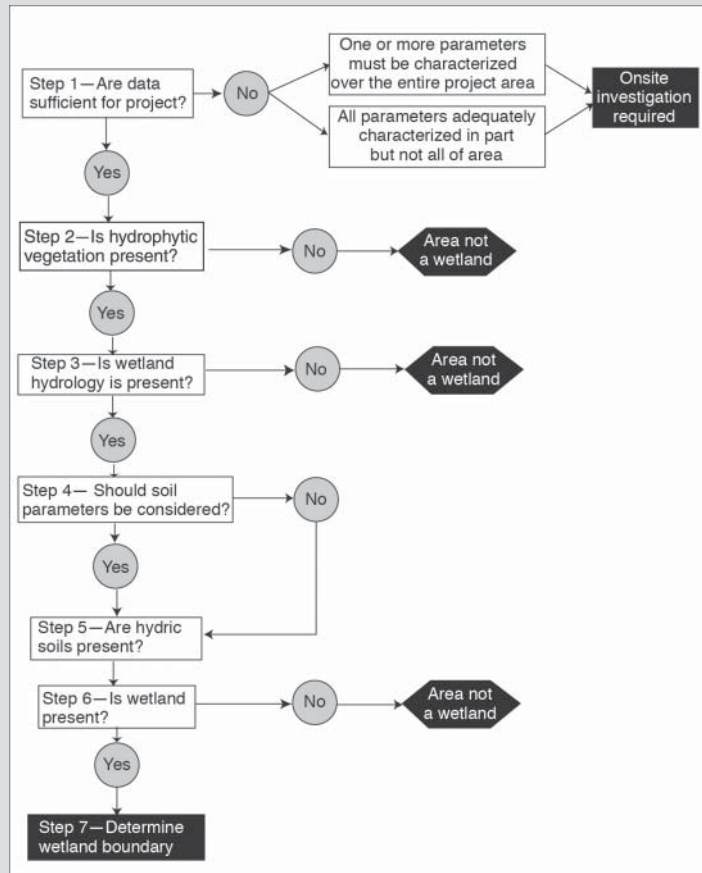 Step 1—Are data
sufficient for project?
No
One or more parameters
must be characterized
over the entire project area
All parameters adequately
characterized in part
but not all of area
Onsite
investigation
required
Yes
Step 2—Is hydrophytic
vegetation present?
No
Area not
a wetland
Yes
Step 3—Is wetland
hydrology is present?
No
Area not
a wetland
Yes
Step 4— Should soil
parameters be considered?
No
Yes
Step 5—Are hydric
soils present?
Step 6—Is wetland
present?
No
Area not
a wetland
Yes
Step 7—Determine
wetland boundary